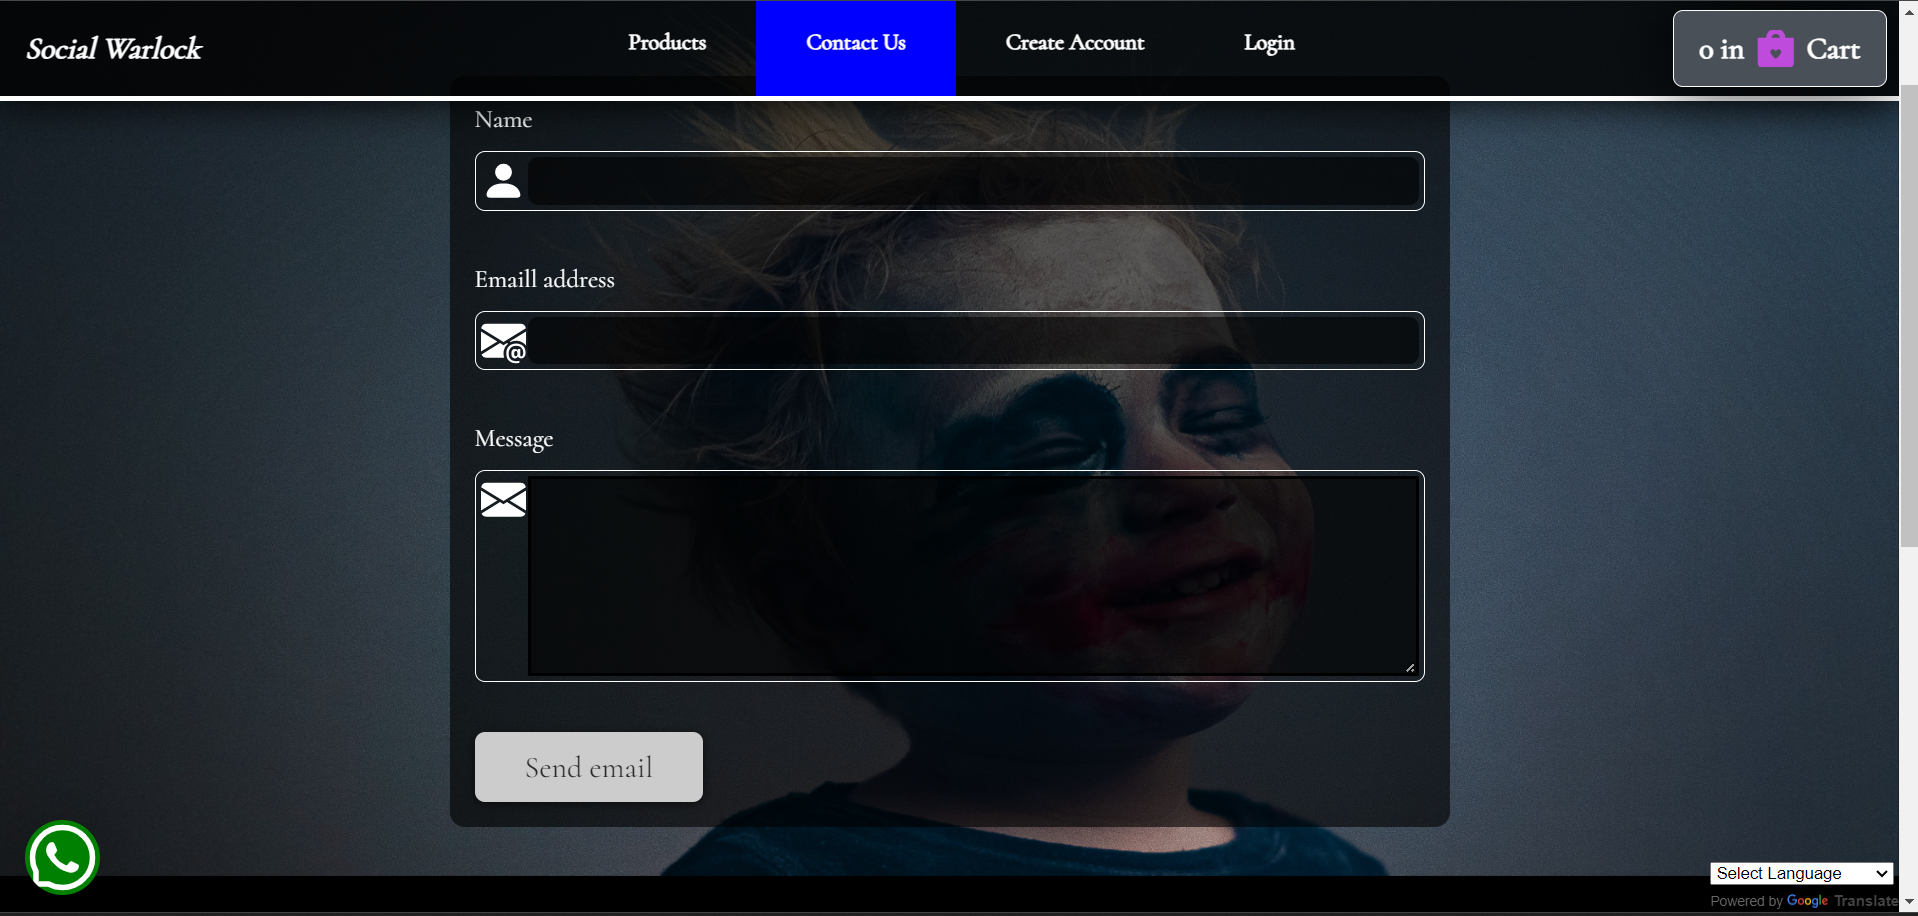 Social Warlock
Products
Contact Us
Create Account
Login
0 in Cart
Name
Emaill address
@
Message
Send email
Select Language
Powered by Google Translate